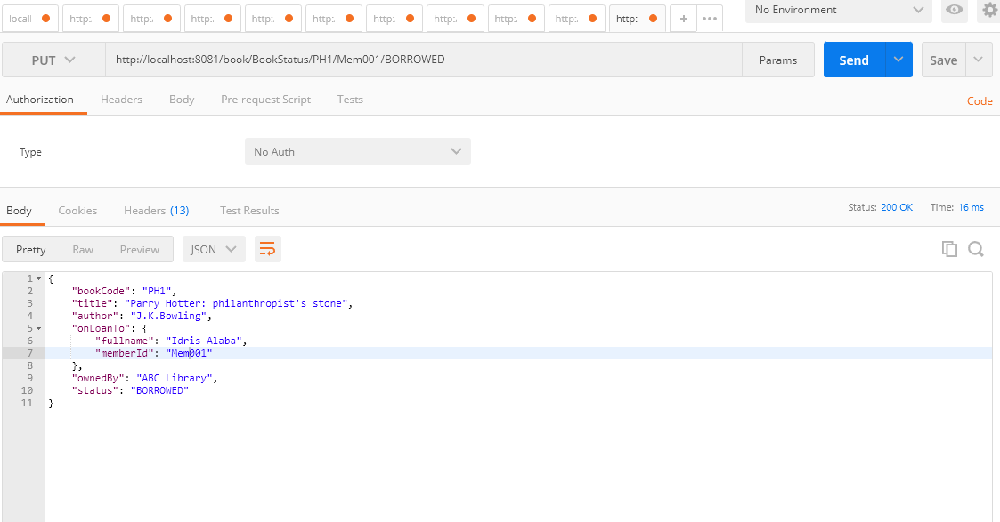 locall http:. http:. http:. http:. http:. http:. http:. http:. http:. http:. + No Environment
PUT http://localhost:8081/book/BookStatus/PH1/Mem001/BORROWED Params Send Save
Authorization Headers Body Pre-request Script Tests Code
Type No Auth
Body Cookies Headers (13) Test Results Status: 200 OK Time: 16 ms
Pretty Raw Preview JSON
1 {
2 "bookCode": "PH1",
3 "title": "Parry Hotter: philanthropist's stone",
4 "author": "J.K.Bowling",
5 "onLoanTo": {
6 "fullname": "Idris Alaba",
7 "memberId": "Mem001"
8 },
9 "ownedBy": "ABC Library",
10 "status": "BORROWED"
11 }